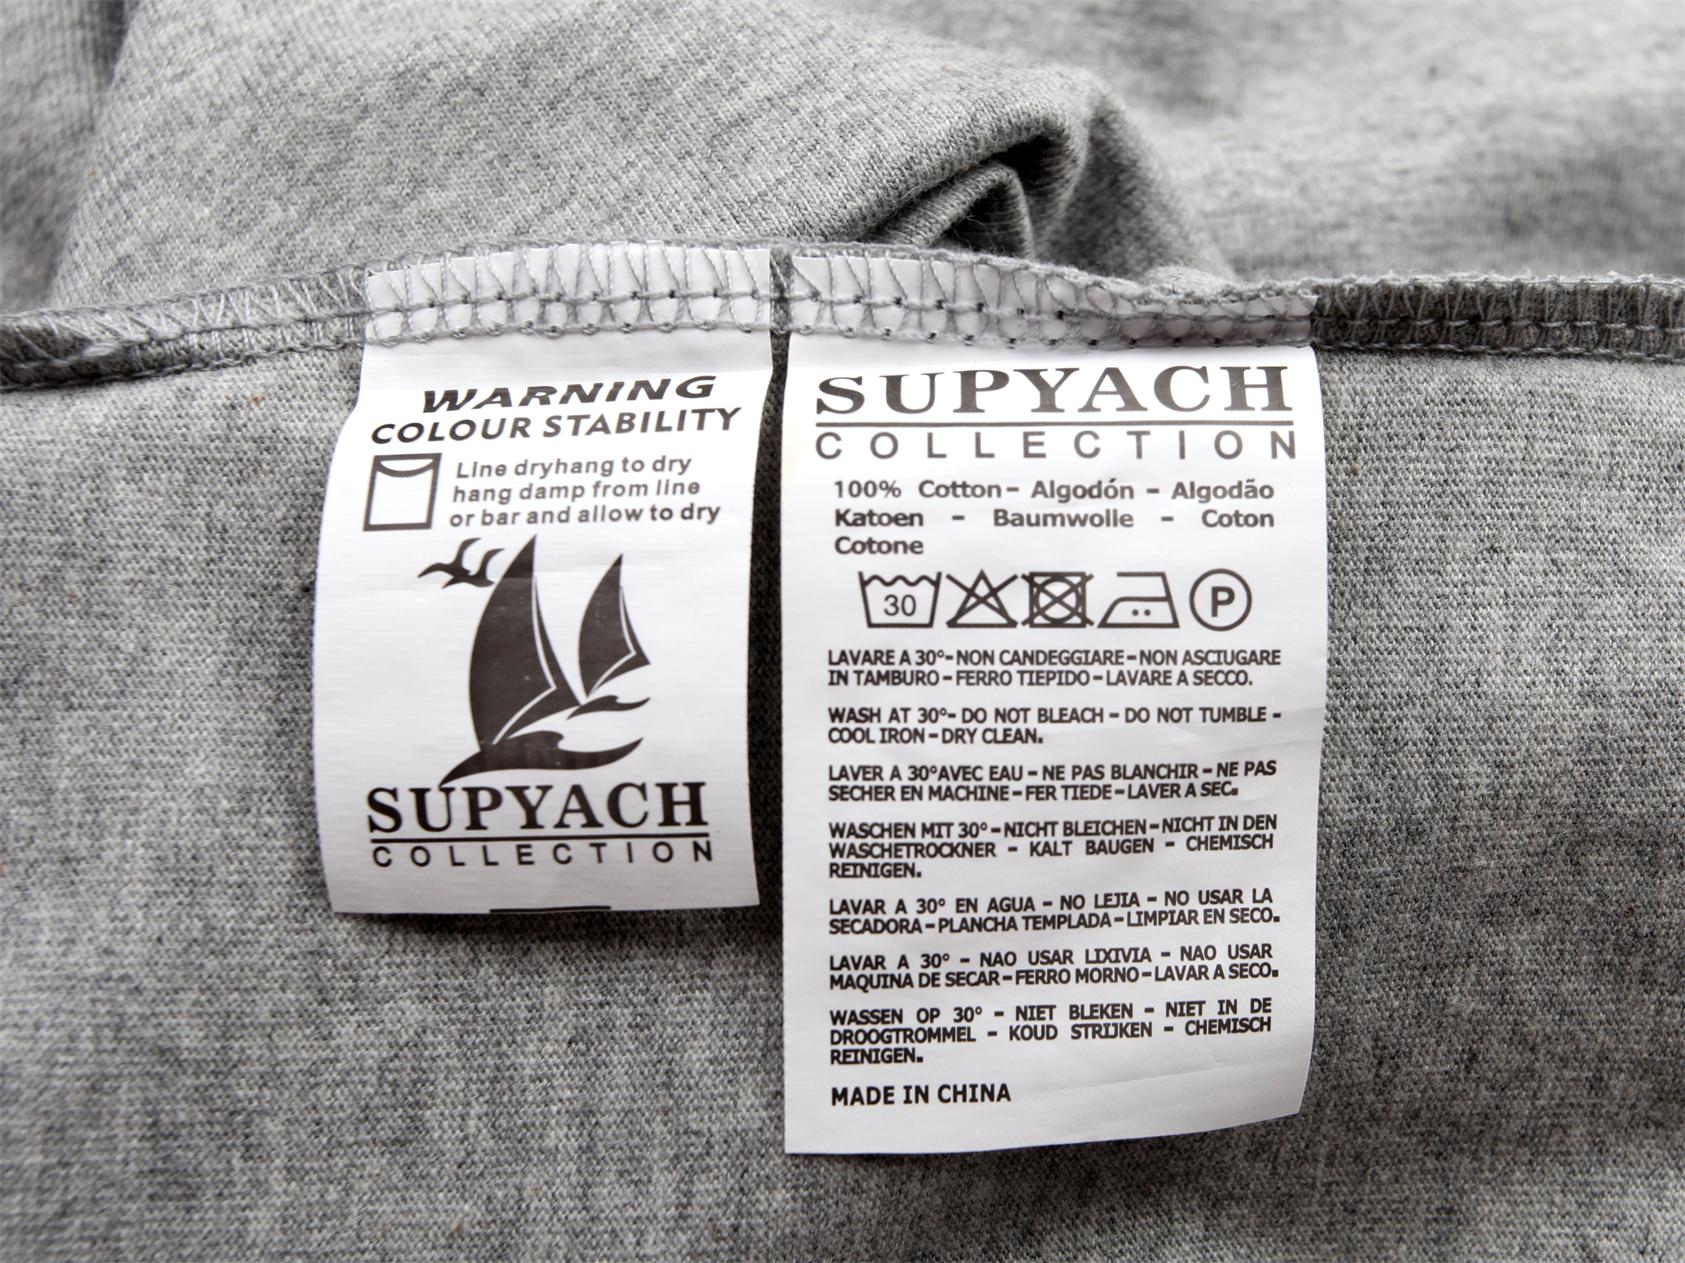 WARNING
COLOUR STABILITY
Line dryhang to dry
hang damp from line
or bar and allow to dry
SUPYACH
COLLECTION
SUPYACH
COLLECTION
100% Cotton - Algodón - Algodão
Katoen - Baumwolle - Coton
Cotone
30
P
LAVARE A 30°- NON CANDEGGIARE - NON ASCIUGARE
IN TAMBURO - FERRO TIEPIDO - LAVARE A SECCO.
WASH AT 30°- DO NOT BLEACH - DO NOT TUMBLE -
COOL IRON - DRY CLEAN.
LAVER A 30°AVEC EAU - NE PAS BLANCHIR - NE PAS
SECHER EN MACHINE - FER TIEDE - LAVER A SEC.
WASCHEN MIT 30° - NICHT BLEICHEN - NICHT IN DEN
WASCHETROCKNER - KALT BAUGEN - CHEMISCH
REINIGEN.
LAVAR A 30° EN AGUA - NO LEJIA - NO USAR LA
SECADORA - PLANCHA TEMPLADA - LIMPIAR EN SECO.
LAVAR A 30° - NAO USAR LIXIVIA - NAO USAR
MAQUINA DE SECAR - FERRO MORNO - LAVAR A SECO.
WASSEN OP 30° - NIET BLEKEN - NIET IN DE
DROOGTROMMEL - KOUD STRIJKEN - CHEMISCH
REINIGEN.
MADE IN CHINA